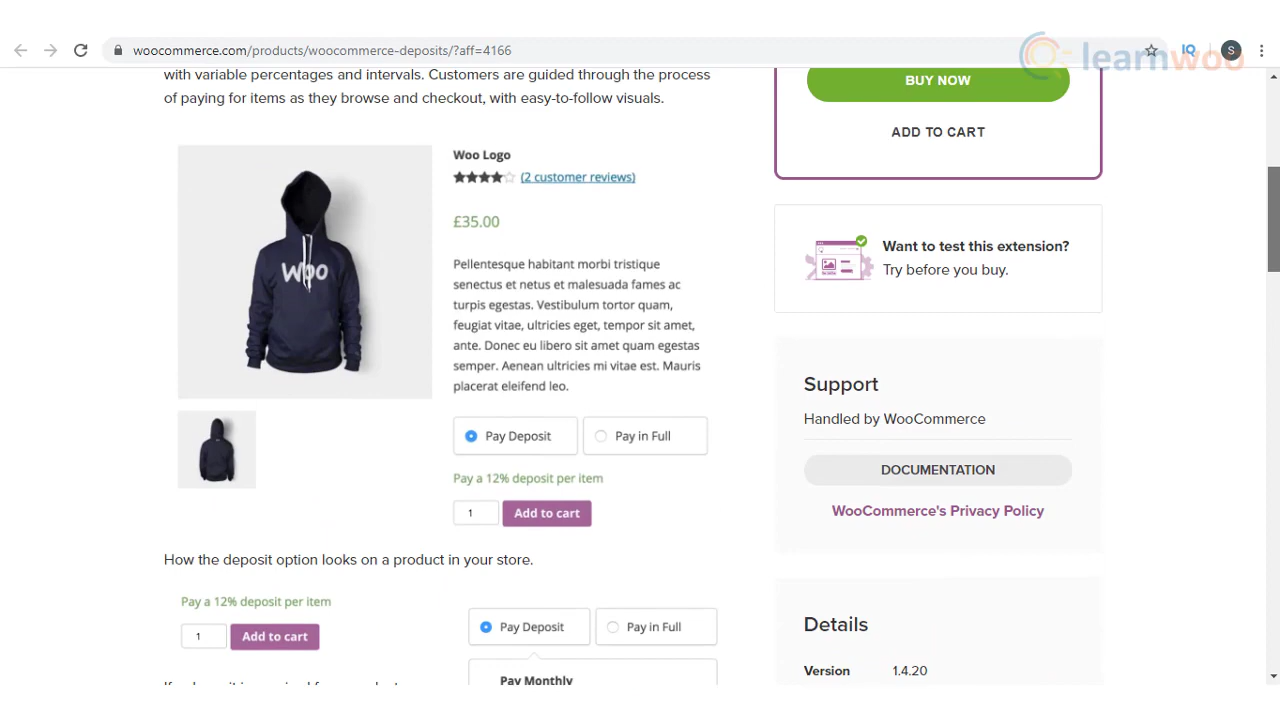 woocommerce.com/products/woocommerce-deposits/?aff=4166
IQ
S
learnwoo
with variable percentages and intervals. Customers are guided through the process
of paying for items as they browse and checkout, with easy-to-follow visuals.
Woo
Woo Logo
(2 customer reviews)
£35.00
Pellentesque habitant morbi tristique
senectus et netus et malesuada fames ac
turpis egestas. Vestibulum tortor quam,
feugiat vitae, ultricies eget, tempor sit amet,
ante. Donec eu libero sit amet quam egestas
semper. Aenean ultricies mi vitae est. Mauris
placerat eleifend leo.
Pay Deposit
Pay in Full
Pay a 12% deposit per item
1
Add to cart
How the deposit option looks on a product in your store.
Pay a 12% deposit per item
1
Add to cart
Pay Deposit
Pay in Full
Pay Monthly
BUY NOW
ADD TO CART
Want to test this extension?
Try before you buy.
Support
Handled by WooCommerce
DOCUMENTATION
WooCommerce's Privacy Policy
Details
Version 1.4.20